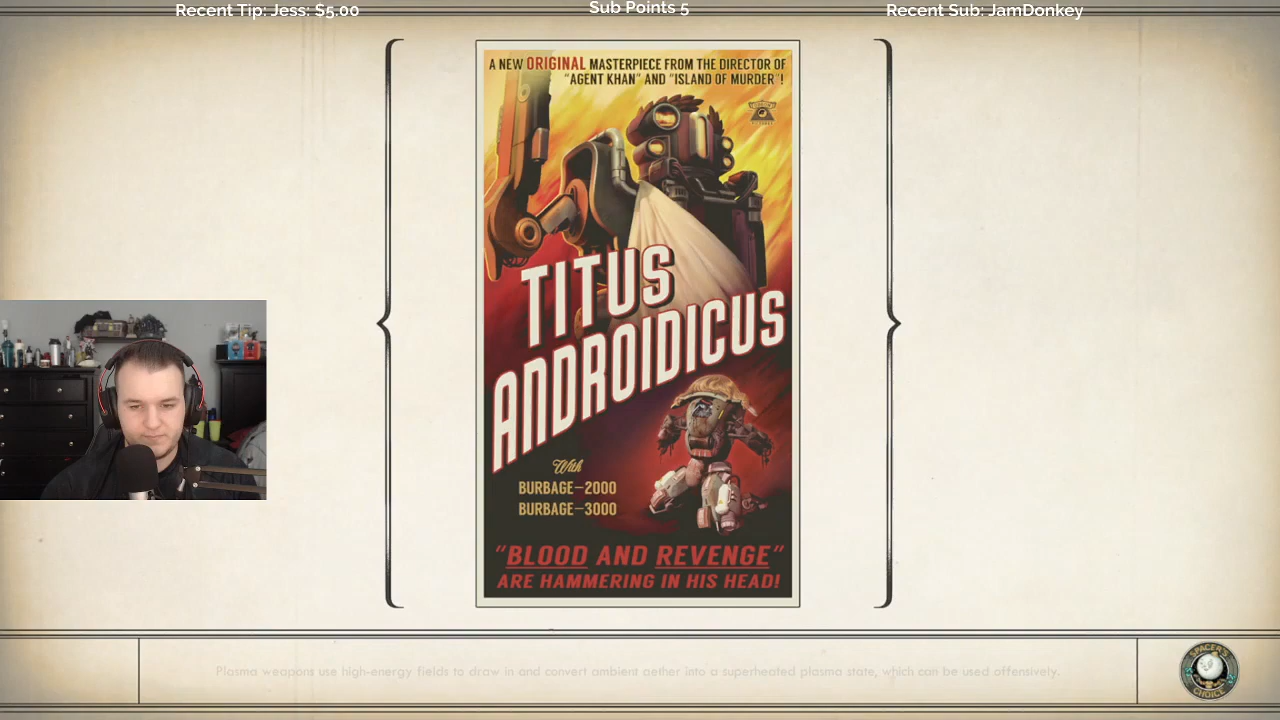 Recent Tip: Jess: $5.00
Sub Points 5
Recent Sub: JamDonkey
A NEW ORIGINAL MASTERPIECE FROM THE DIRECTOR OF
"AGENT KHAN" AND "ISLAND OF MURDER"!
TITUS
ANDROIDICUS
With
BURBAGE-2000
BURBAGE-3000
"BLOOD AND REVENGE"
ARE HAMMERING IN HIS HEAD!
Plasma weapons use high-energy fields to draw in and convert ambient aether into a superheated plasma state, which can be used offensively.
SPACER'S
CHOICE